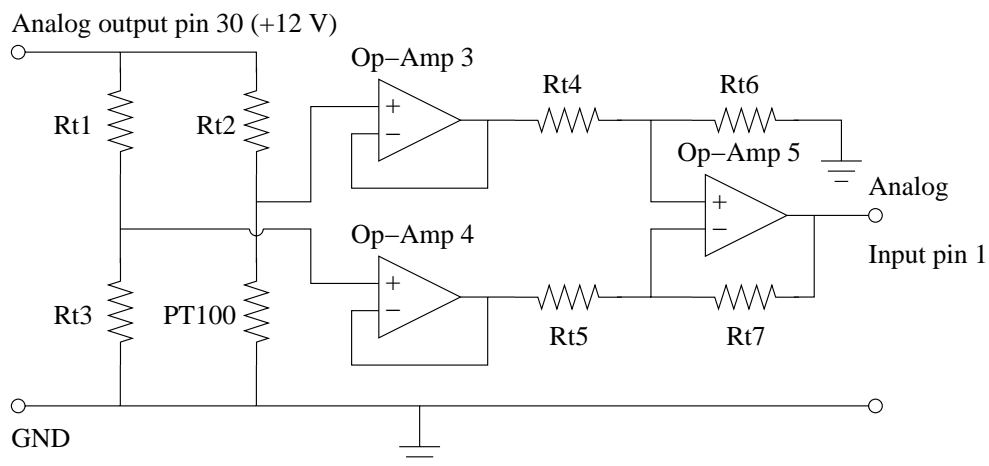 Analog output pin 30 (+12 V)
Op−Amp 3
Rt4
Rt6
Rt1
Rt2
+
−
Op−Amp 5
Analog
+
−
Op−Amp 4
Input pin 1
Rt3
PT100
+
−
Rt5
Rt7
GND